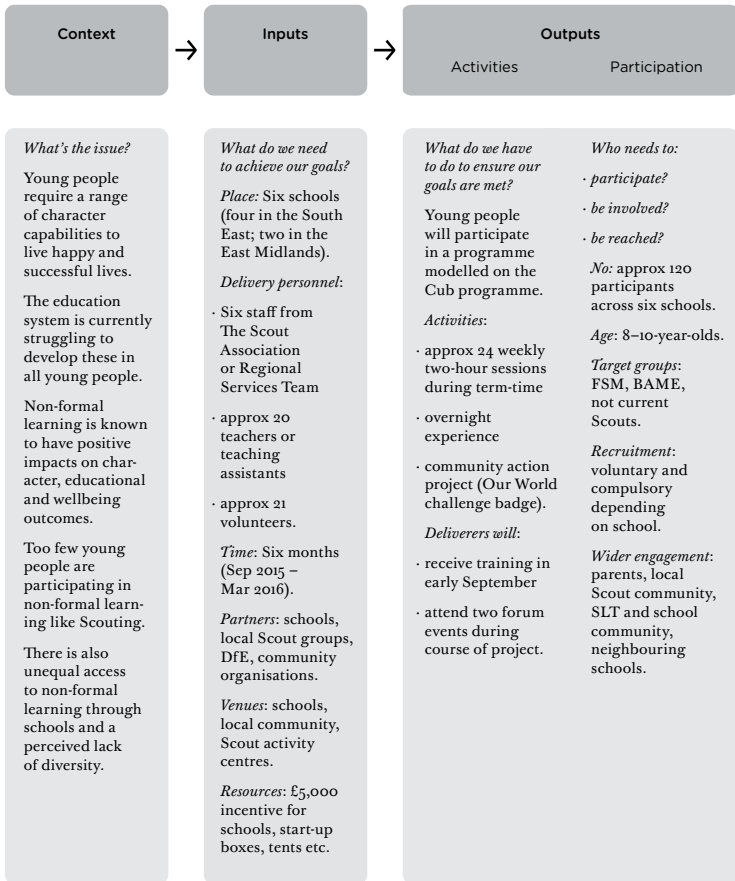 Context
Inputs
Outputs
Activities
Participation
What's the issue?
Young people
require a range
of character
capabilities to
live happy and
successful lives.
The education
system is currently
struggling to
develop these in
all young people.
Non-formal
learning is known
to have positive
impacts on char-
acter, educational
and wellbeing
outcomes.
Too few young
people are
participating in
non-formal learn-
ing like Scouting.
There is also
unequal access
to non-formal
learning through
schools and a
perceived lack
of diversity.
What do we need
to achieve our goals?
Place: Six schools
(four in the South
East; two in the
East Midlands).
Delivery personnel:
· Six staff from
The Scout
Association
or Regional
Services Team
· approx 20
teachers or
teaching
assistants
· approx 21
volunteers.
Time: Six months
(Sep 2015 –
Mar 2016).
Partners: schools,
local Scout groups,
DfE, community
organisations.
Venues: schools,
local community,
Scout activity
centres.
Resources: £5,000
incentive for
schools, start-up
boxes, tents etc.
What do we have
to do to ensure our
goals are met?
Young people
will participate
in a programme
modelled on the
Cub programme.
Activities:
· approx 24 weekly
two-hour sessions
during term-time
· overnight
experience
· community action
project (Our World
challenge badge).
Deliverers will:
· receive training in
early September
· attend two forum
events during
course of project.
Who needs to:
· participate?
· be involved?
· be reached?
No: approx 120
participants
across six schools.
Age: 8–10-year-olds.
Target groups:
FSM, BAME,
not current
Scouts.
Recruitment:
voluntary and
compulsory
depending
on school.
Wider engagement:
parents, local
Scout community,
SLT and school
community,
neighbouring
schools.